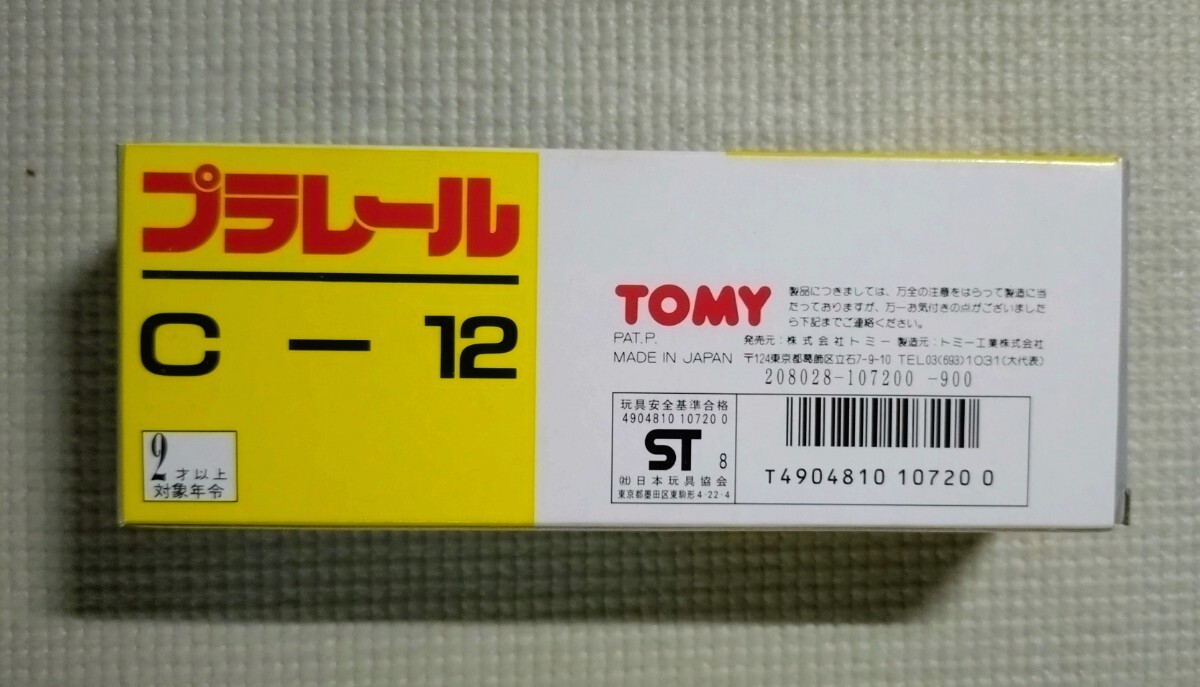 プラレール
C - 12
2
才以上
対象年令
TOMY
PAT.P.
MADE IN JAPAN
製品につきましては、万全の注意をはらって製造に当
たっておりますが、万一お気付きの点がございました
ら下記までご連絡ください。
発売元:株式会社トミー 製造元:トミー工業株式会社
〒124東京都葛飾区立石7-9-10 TEL03(693)1031(大代表)
208028-107200 -900
玩具安全基準合格
4904810 10720 0
ST 8
㈳日本玩具協会
東京都墨田区東駒形4-22-4
T4904810 10720 0